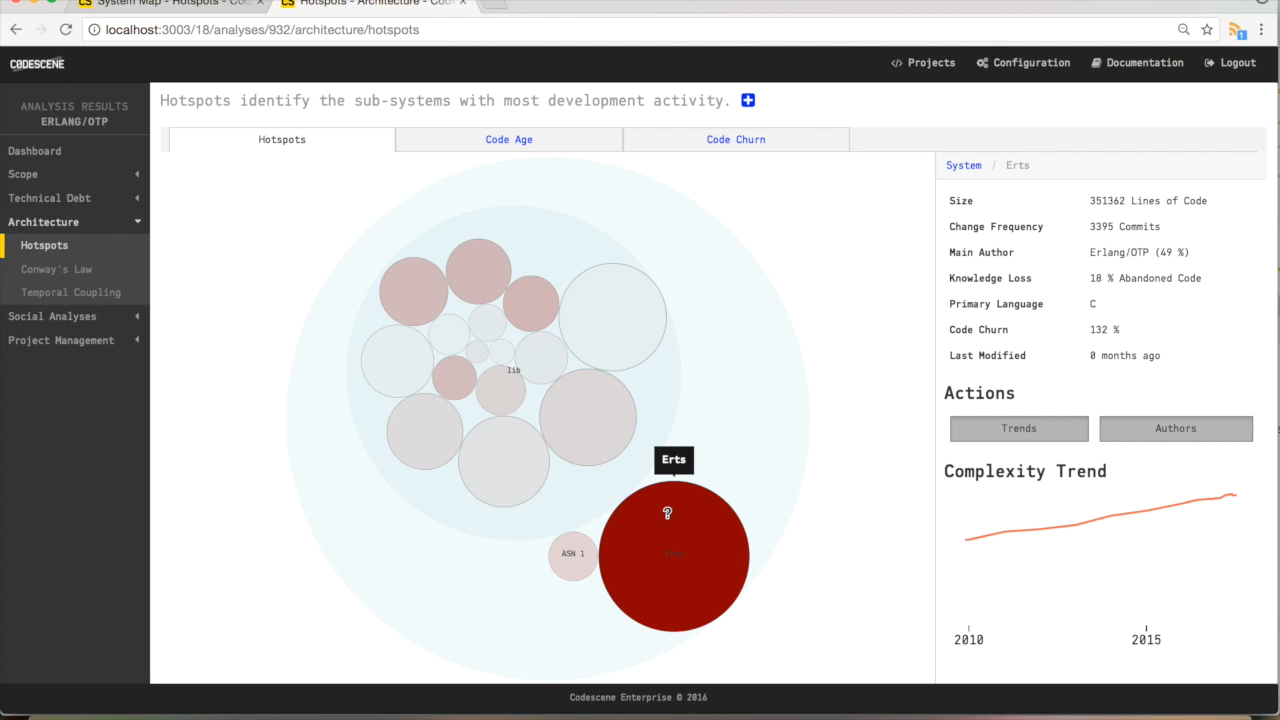 System Map - Hotspots - Cod
Hotspots - Architecture - Code
localhost:3003/18/analyses/932/architecture/hotspots
1
CODESCENE
Projects
Configuration
Documentation
Logout
ANALYSIS RESULTS
ERLANG/OTP
Dashboard
Scope
Technical Debt
Architecture
Hotspots
Conway's Law
Temporal Coupling
Social Analyses
Project Management
Hotspots identify the sub-systems with most development activity.
Hotspots
Code Age
Code Churn
lib
Erts
ASN 1
Erts
System / Erts
Size 351362 Lines of Code
Change Frequency 3395 Commits
Main Author Erlang/OTP (49 %)
Knowledge Loss 18 % Abandoned Code
Primary Language C
Code Churn 132 %
Last Modified 0 months ago
Actions
Trends
Authors
Complexity Trend
2010
2015
Codescene Enterprise © 2016